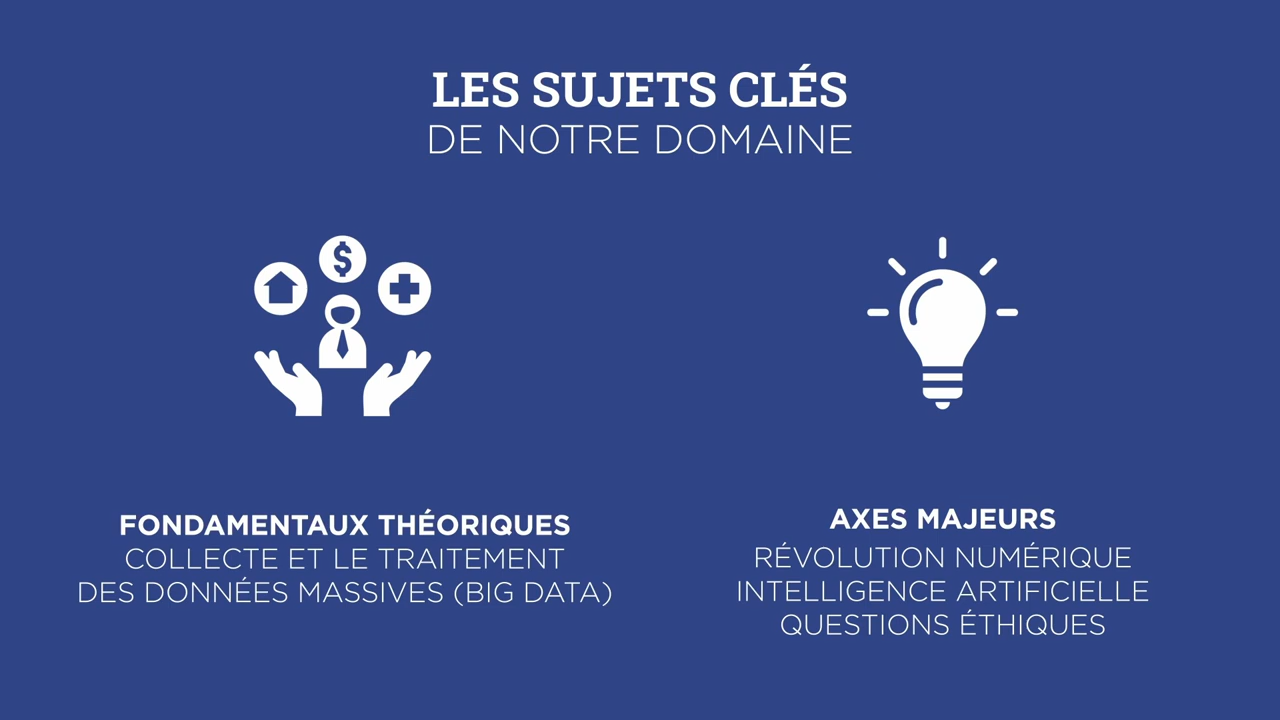 LES SUJETS CLÉS
DE NOTRE DOMAINE
$
FONDAMENTAUX THÉORIQUES
COLLECTE ET LE TRAITEMENT
DES DONNÉES MASSIVES (BIG DATA)
AXES MAJEURS
RÉVOLUTION NUMÉRIQUE
INTELLIGENCE ARTIFICIELLE
QUESTIONS ÉTHIQUES